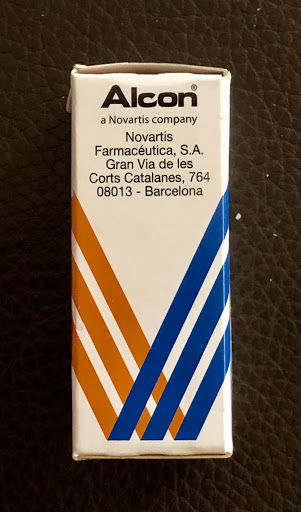 Alcon®
a Novartis company
Novartis
Farmacéutica, S.A.
Gran Via de les
Corts Catalanes, 764
08013 - Barcelona